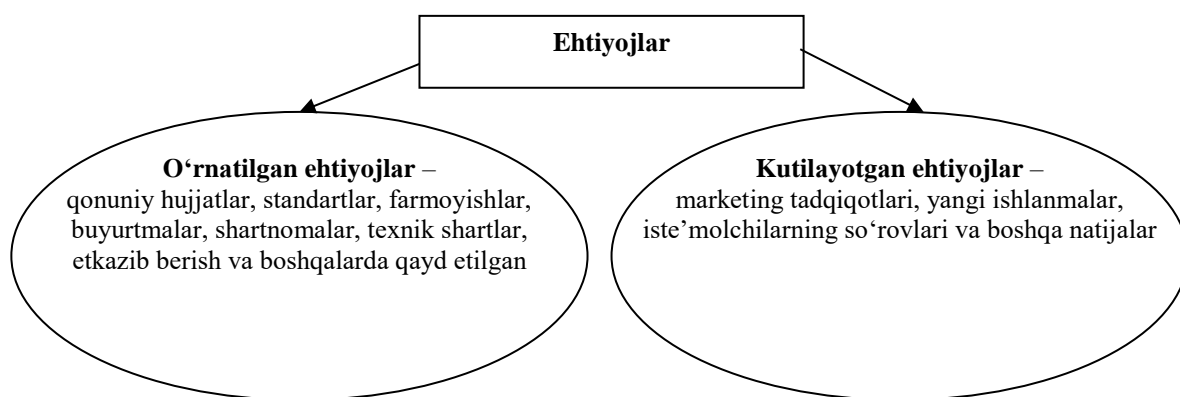 Ehtiyojlar
O‘rnatilgan ehtiyojlar –
qonuniy hujjatlar, standartlar, farmoyishlar,
buyurtmalar, shartnomalar, texnik shartlar,
etkazib berish va boshqalarda qayd etilgan
Kutilayotgan ehtiyojlar –
marketing tadqiqotlari, yangi ishlanmalar,
iste’molchilarning so‘rovlari va boshqa natijalar